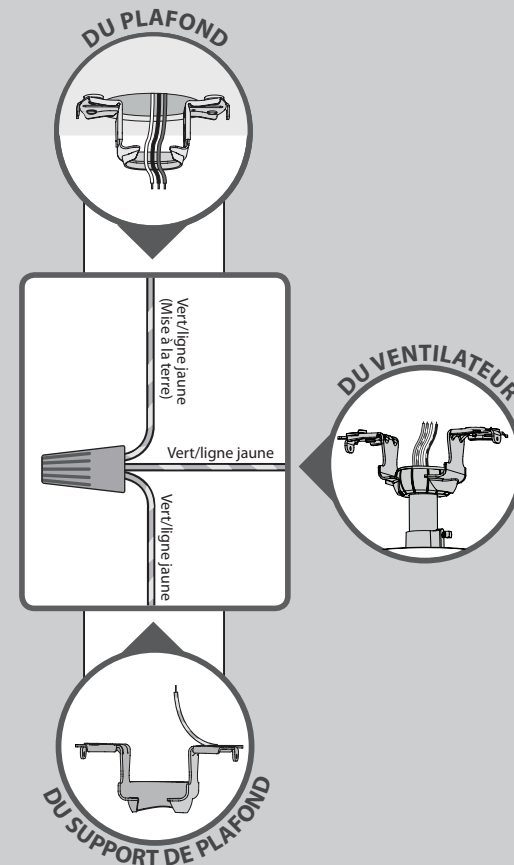 DU PLAFOND
Vert/ligne jaune
(Mise à la terre)
Vert/ligne jaune
Vert/ligne jaune
DU VENTILATEUR
DU SUPPORT DE PLAFOND